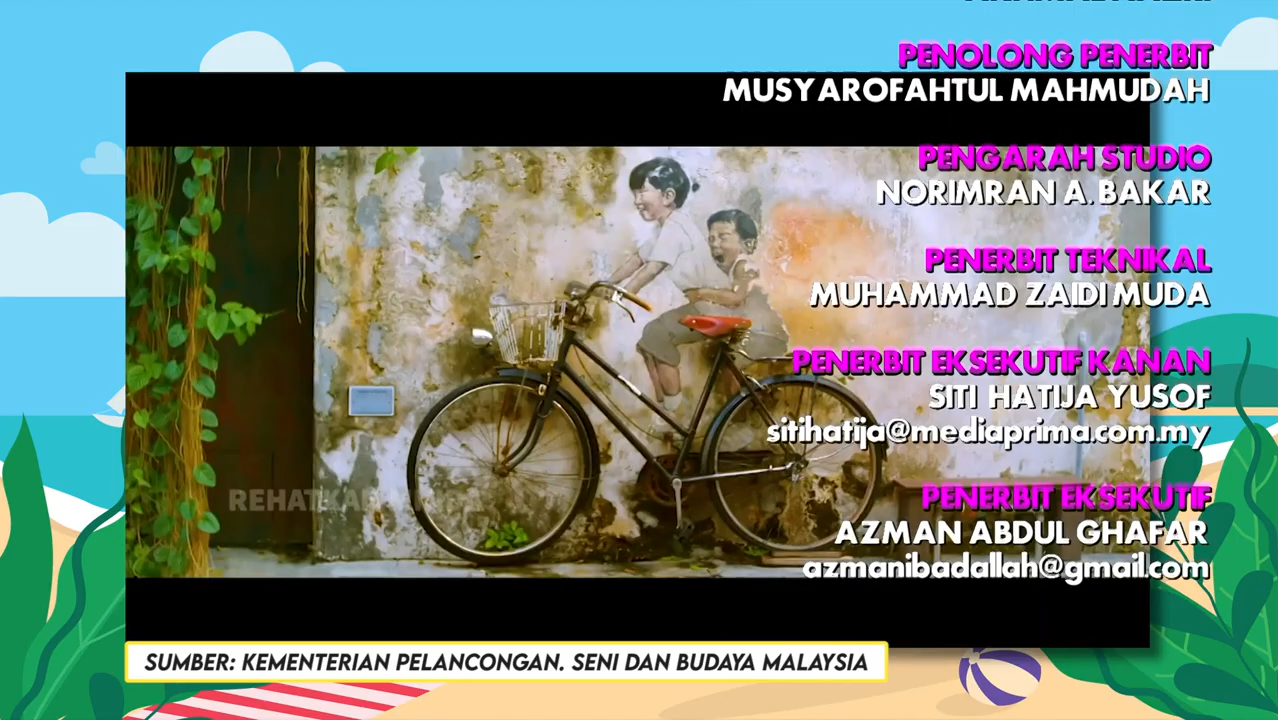 PENOLONG PENERBIT
MUSYAROFAHTUL MAHMUDAH
PENGARAH STUDIO
NORIMRAN A. BAKAR
PENERBIT TEKNIKAL
MUHAMMAD ZAIDI MUDA
PENERBIT EKSEKUTIF KANAN
SITI HATIJA YUSOF
sitihatija@mediaprima.com.my
PENERBIT EKSEKUTIF
AZMAN ABDUL GHAFAR
azmanibadallah@gmail.com
SUMBER: KEMENTERIAN PELANCONGAN. SENI DAN BUDAYA MALAYSIA